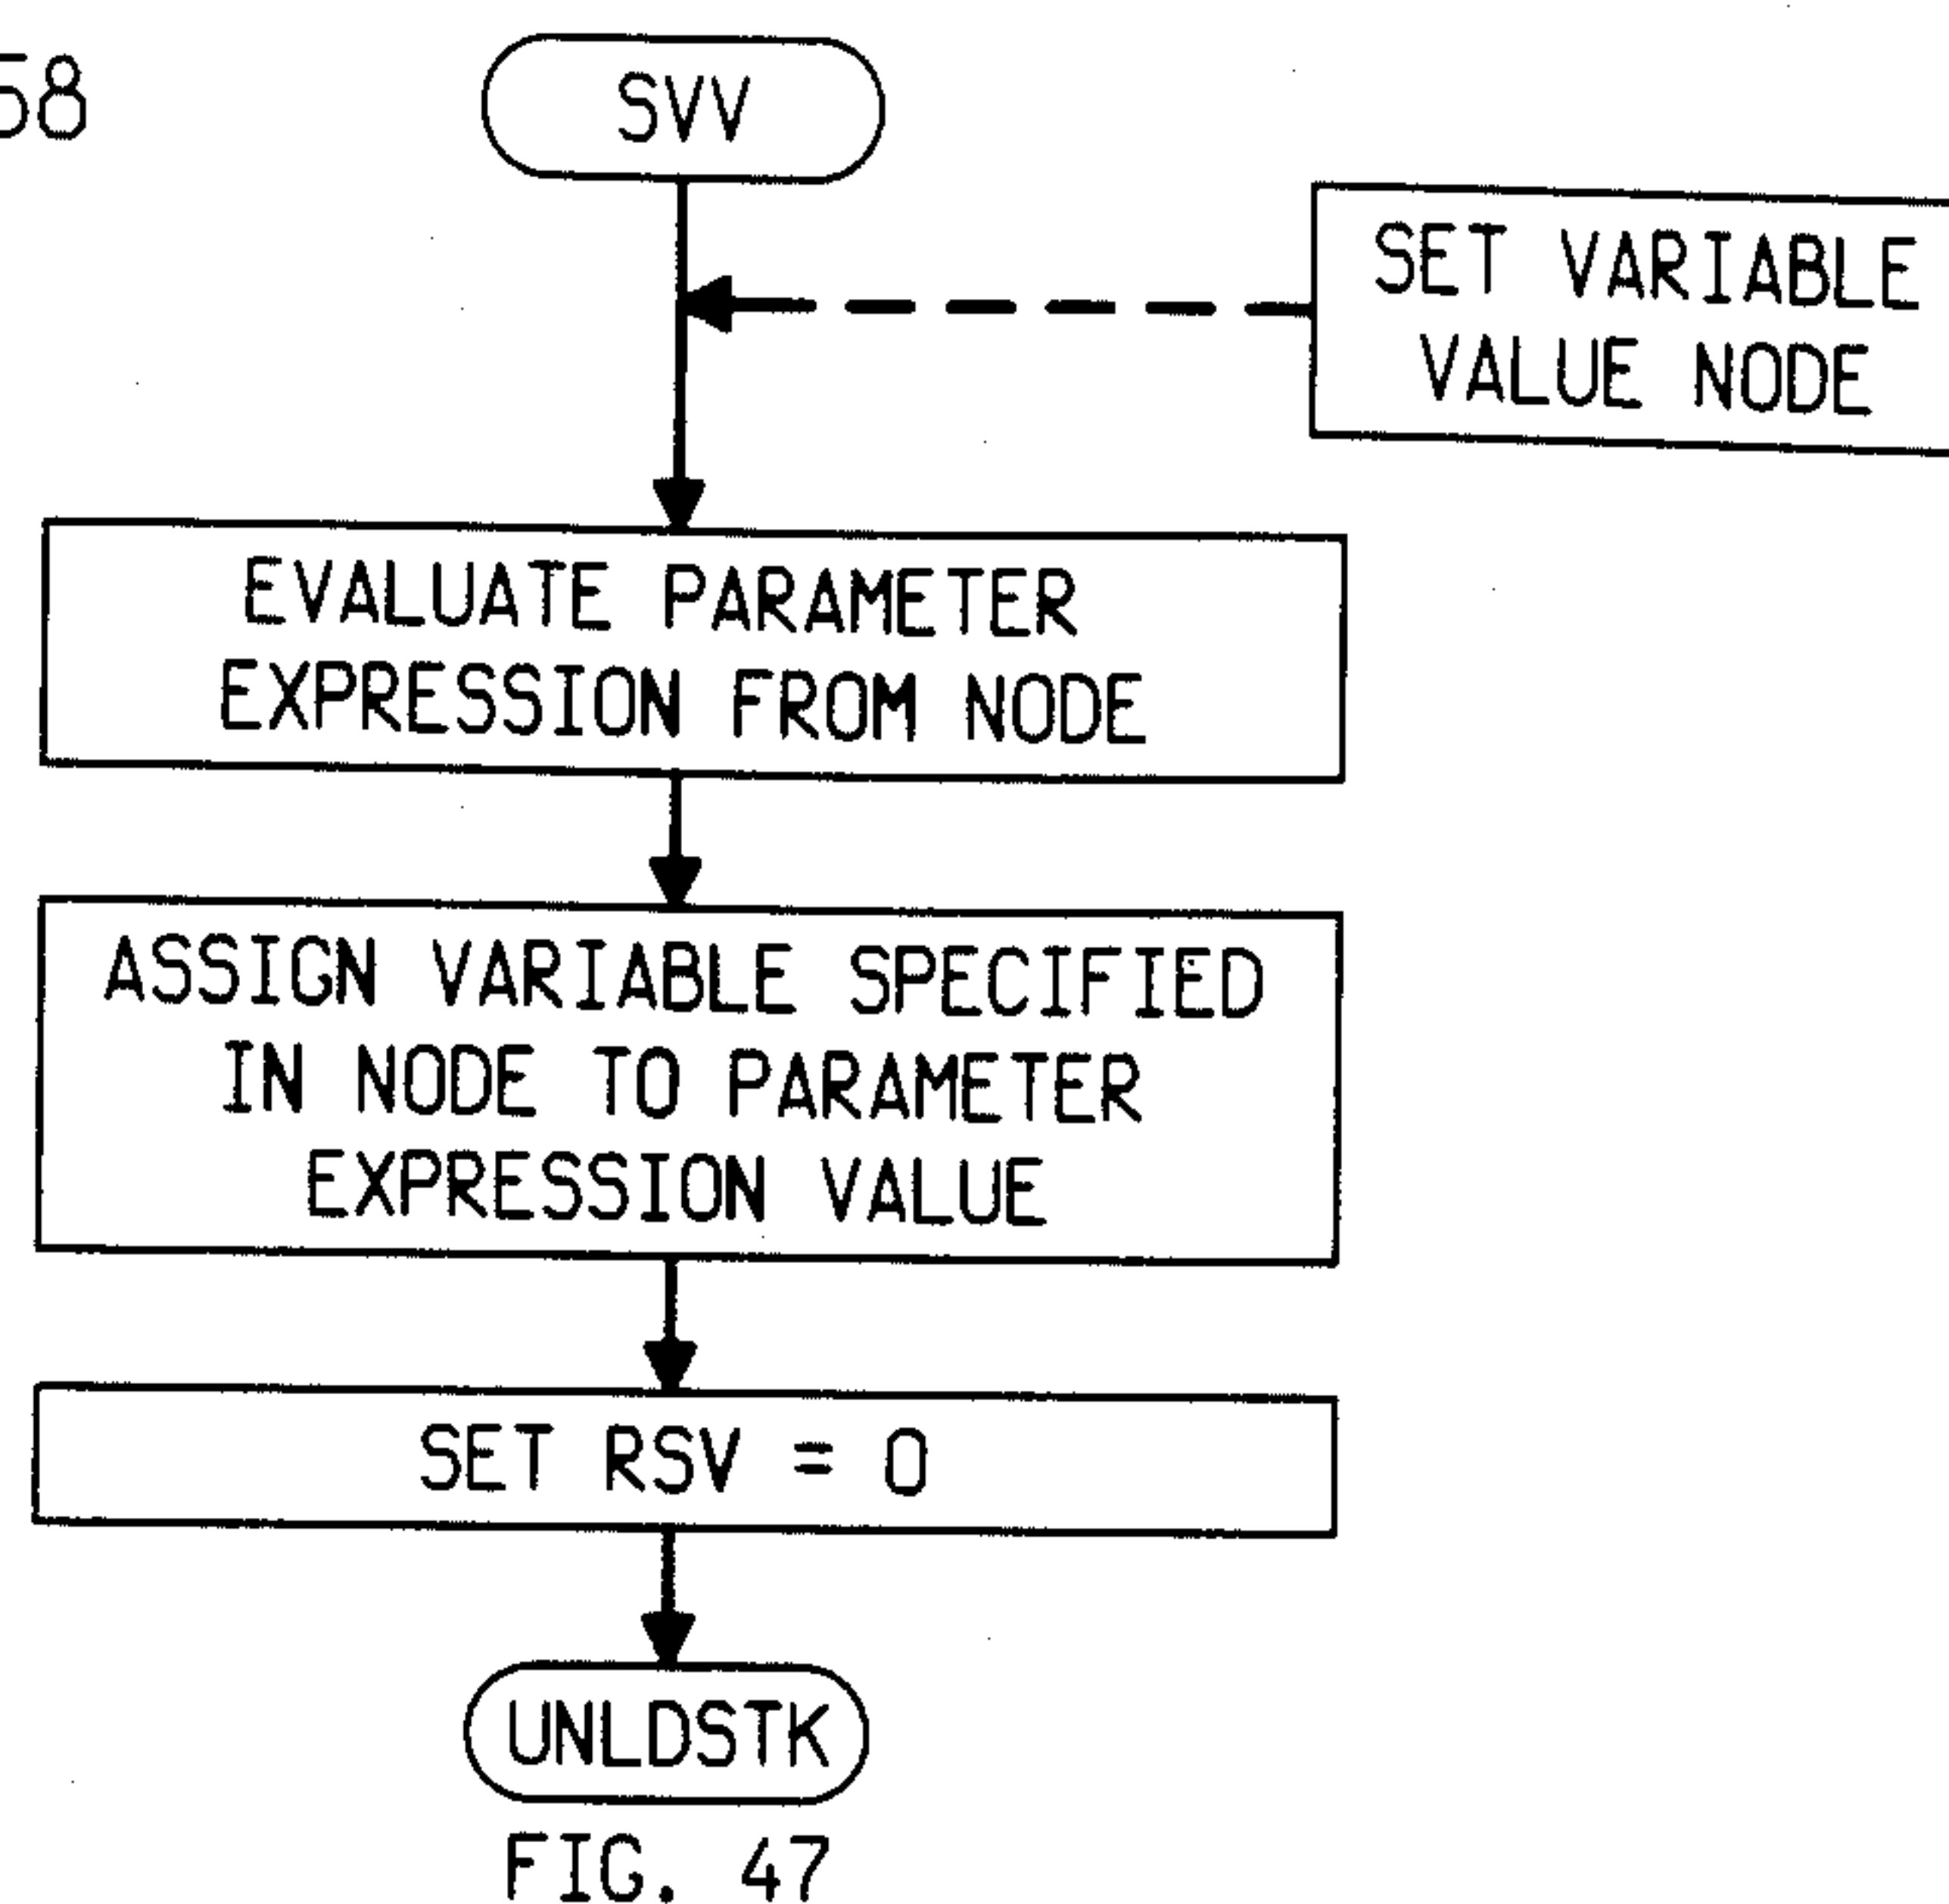 58
SVV
SET VARIABLE
VALUE NODE
EVALUATE PARAMETER
EXPRESSION FROM NODE
ASSIGN VARIABLE SPECIFIED
IN NODE TO PARAMETER
EXPRESSION VALUE
SET RSV = 0
UNLDSTK
FIG. 47